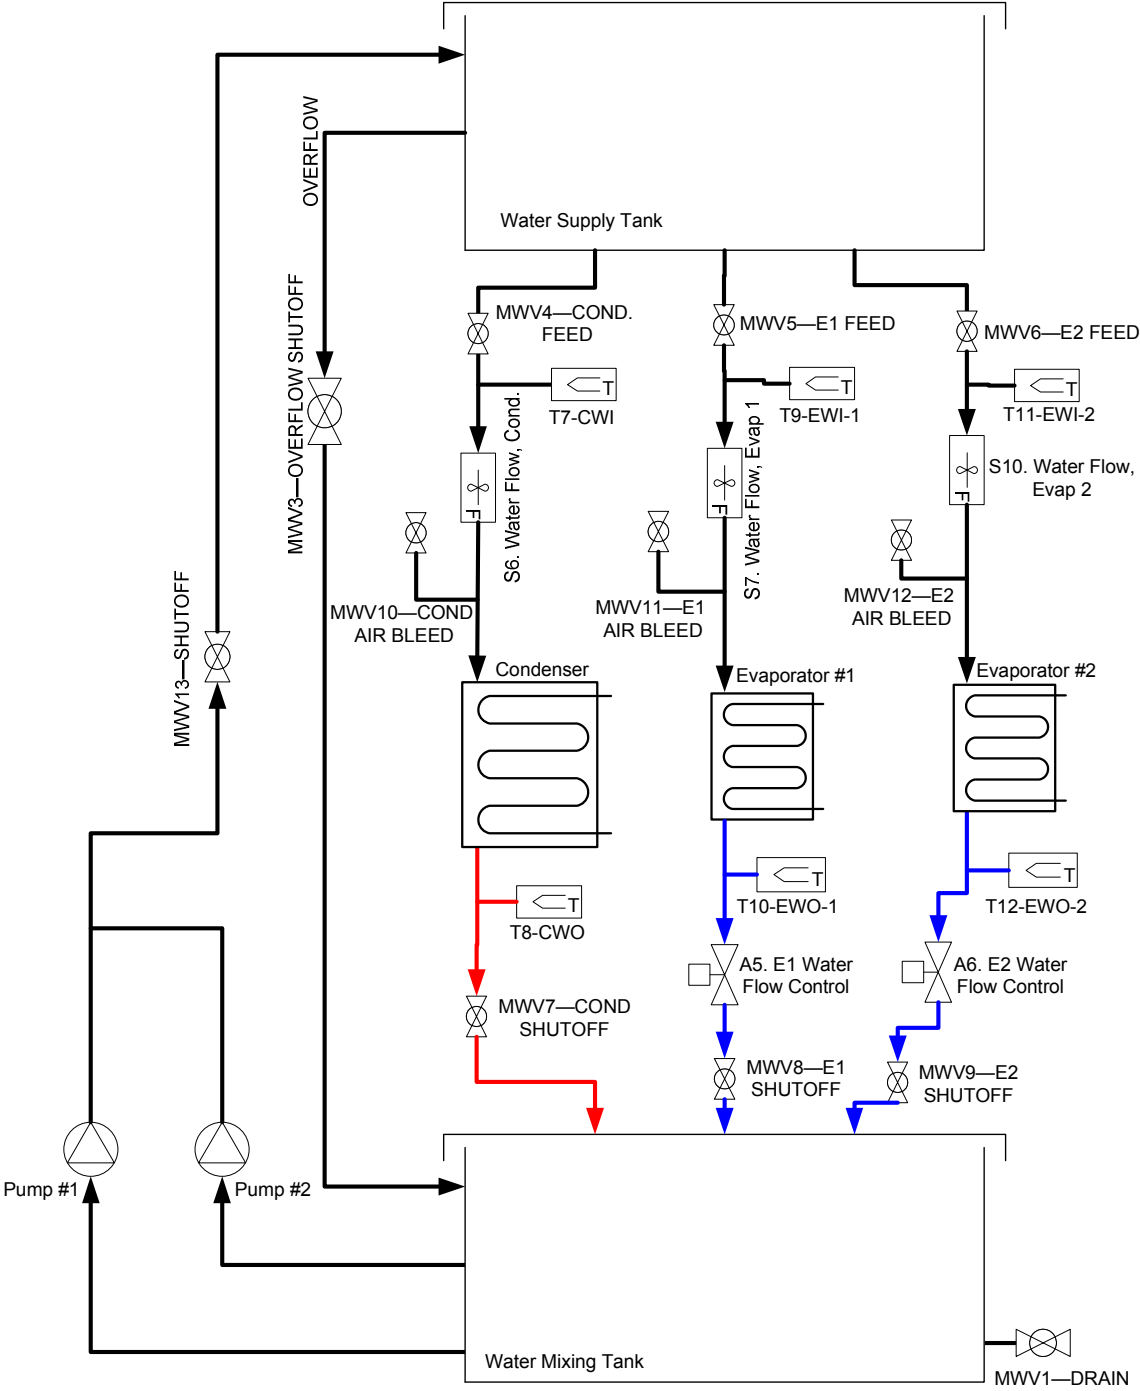 OVERFLOW
Water Supply Tank
MWV3—OVERFLOW SHUTOFF
MWV4—COND.
FEED
MWV5—E1 FEED
MWV6—E2 FEED
T
T7-CWI
T
T9-EWI-1
T
T11-EWI-2
F
S6. Water Flow, Cond.
F
S7. Water Flow, Evap 1
F
S10. Water Flow,
Evap 2
MWV10—COND
AIR BLEED
MWV11—E1
AIR BLEED
MWV12—E2
AIR BLEED
MWV13—SHUTOFF
Condenser
Evaporator #1
Evaporator #2
T
T8-CWO
T
T10-EWO-1
T
T12-EWO-2
A5. E1 Water
Flow Control
A6. E2 Water
Flow Control
MWV7—COND
SHUTOFF
MWV8—E1
SHUTOFF
MWV9—E2
SHUTOFF
Pump #1
Pump #2
Water Mixing Tank
MWV1—DRAIN